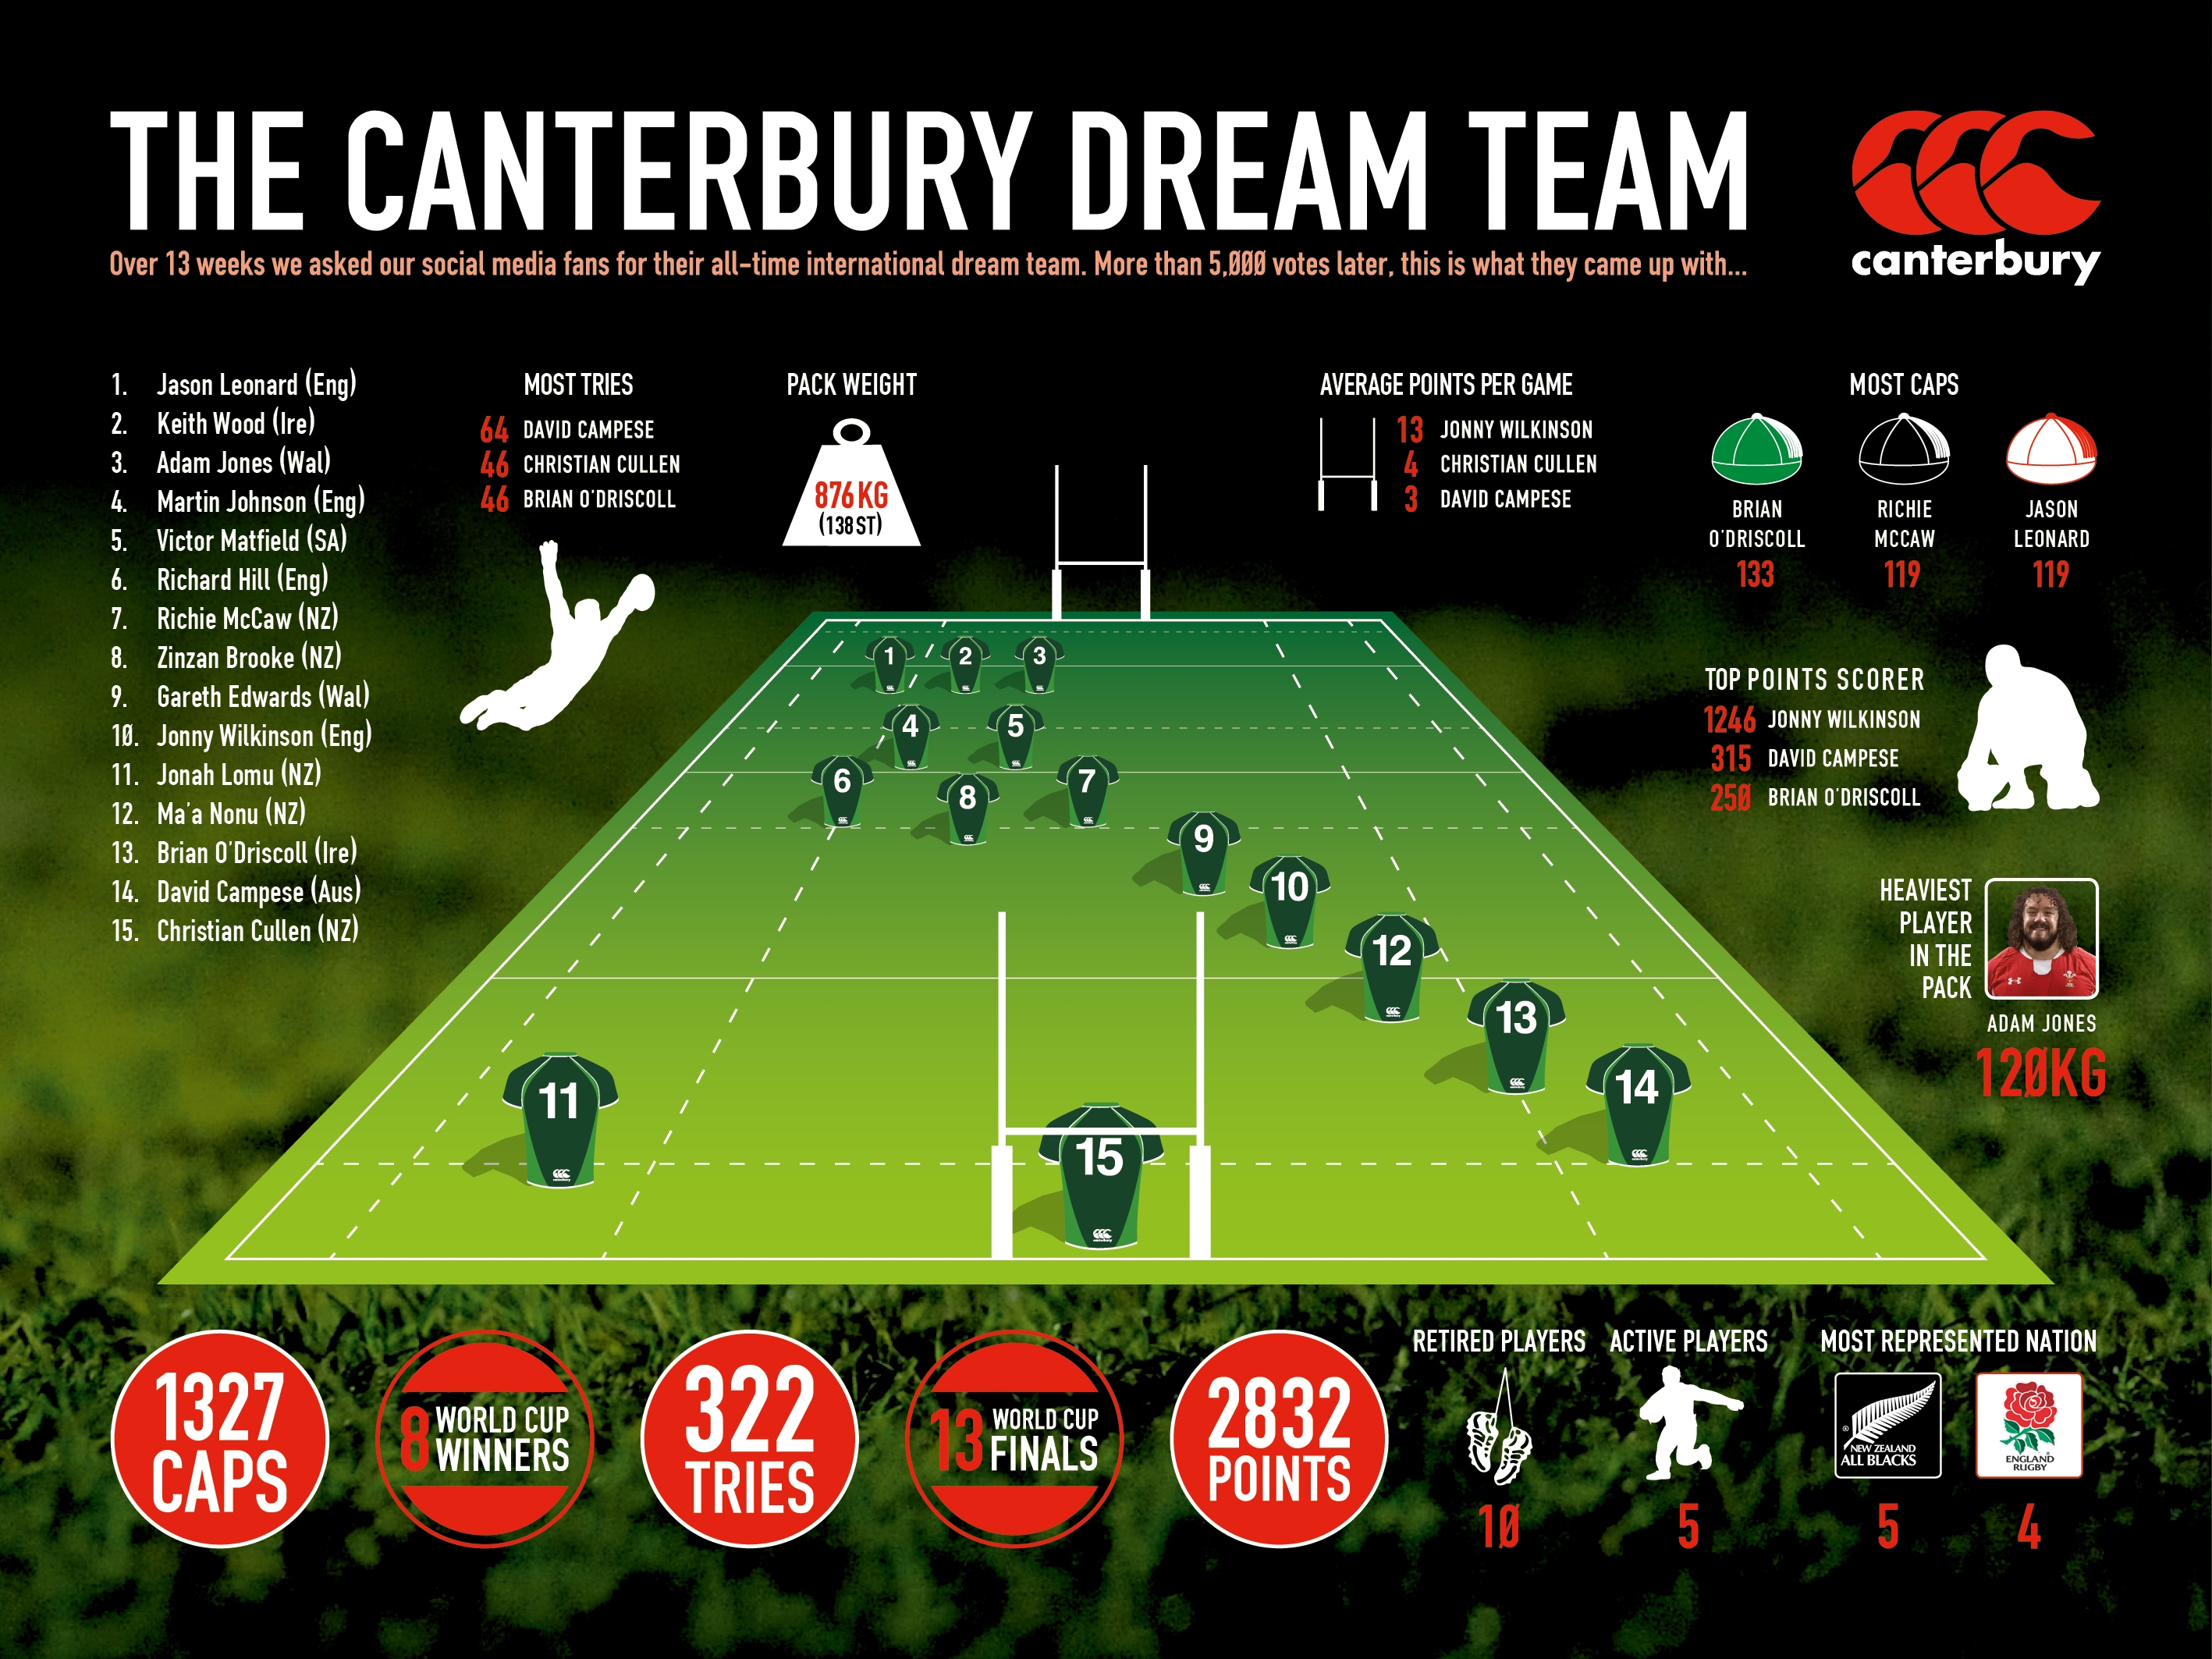 THE CANTERBURY DREAM TEAM
Over 13 weeks we asked our social media fans for their all-time international dream team. More than 5,000 votes later, this is what they came up with...
canterbury
1. Jason Leonard (Eng)
2. Keith Wood (Ire)
3. Adam Jones (Wal)
4. Martin Johnson (Eng)
5. Victor Matfield (SA)
6. Richard Hill (Eng)
7. Richie McCaw (NZ)
8. Zinzan Brooke (NZ)
9. Gareth Edwards (Wal)
10. Jonny Wilkinson (Eng)
11. Jonah Lomu (NZ)
12. Ma'a Nonu (NZ)
13. Brian O'Driscoll (Ire)
14. David Campese (Aus)
15. Christian Cullen (NZ)
MOST TRIES
64 DAVID CAMPESE
46 CHRISTIAN CULLEN
46 BRIAN O'DRISCOLL
PACK WEIGHT
876 KG
(138 ST)
AVERAGE POINTS PER GAME
13 JONNY WILKINSON
4 CHRISTIAN CULLEN
3 DAVID CAMPESE
MOST CAPS
BRIAN
O'DRISCOLL
133
RICHIE
MCCAW
119
JASON
LEONARD
119
TOP POINTS SCORER
1246 JONNY WILKINSON
315 DAVID CAMPESE
250 BRIAN O'DRISCOLL
HEAVIEST
PLAYER
IN THE
PACK
ADAM JONES
120KG
1
2
3
4
5
6
7
8
9
10
12
13
14
11
15
1327
CAPS
8 WORLD CUP
WINNERS
322
TRIES
13 WORLD CUP
FINALS
2832
POINTS
RETIRED PLAYERS
10
ACTIVE PLAYERS
5
MOST REPRESENTED NATION
NEW ZEALAND
ALL BLACKS
5
ENGLAND
RUGBY
4